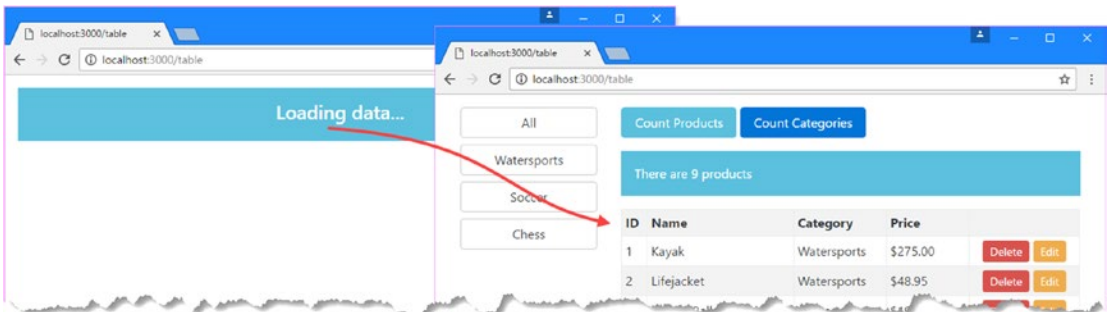 localhost:3000/table
localhost:3000/table
Loading data...
localhost:3000/table
localhost:3000/table
All
Watersports
Soccer
Chess
Count Products Count Categories
There are 9 products
ID Name Category Price
1 Kayak Watersports $275.00 Delete Edit
2 Lifejacket Watersports $48.95 Delete Edit